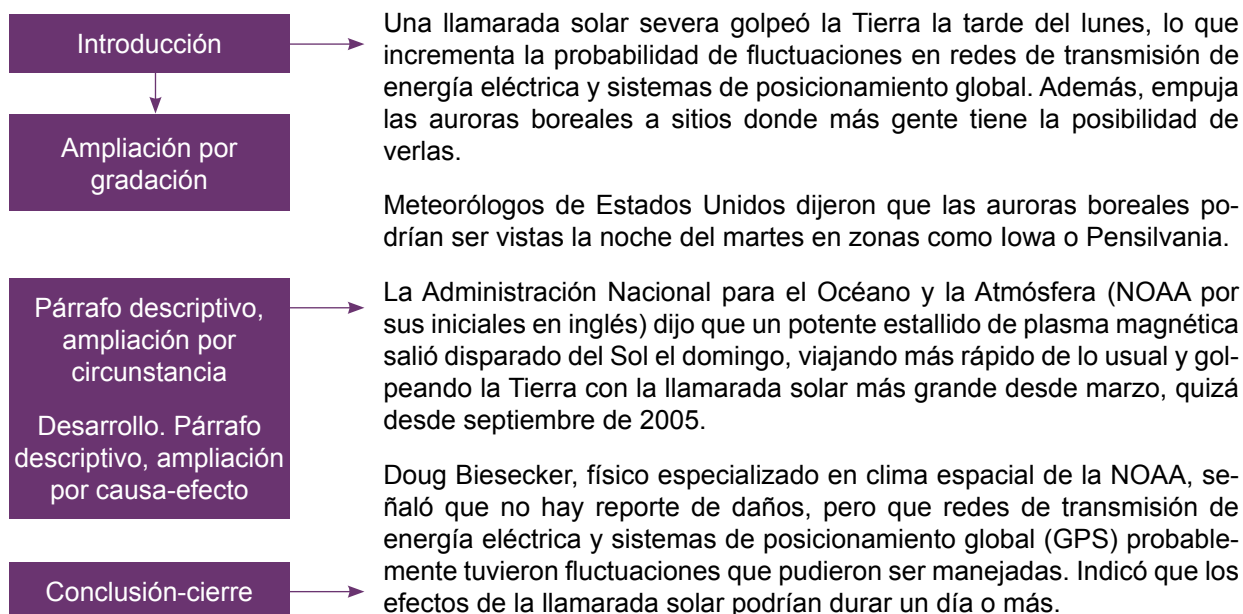 Introducción
Ampliación por
gradación
Párrafo descriptivo,
ampliación por
circunstancia
Desarrollo. Párrafo
descriptivo, ampliación
por causa-efecto
Conclusión-cierre
Una llamarada solar severa golpeó la Tierra la tarde del lunes, lo que
incrementa la probabilidad de fluctuaciones en redes de transmisión de
energía eléctrica y sistemas de posicionamiento global. Además, empuja
las auroras boreales a sitios donde más gente tiene la posibilidad de
verlas.
Meteorólogos de Estados Unidos dijeron que las auroras boreales po-
drían ser vistas la noche del martes en zonas como Iowa o Pensilvania.
La Administración Nacional para el Océano y la Atmósfera (NOAA por
sus iniciales en inglés) dijo que un potente estallido de plasma magnética
salió disparado del Sol el domingo, viajando más rápido de lo usual y gol-
peando la Tierra con la llamarada solar más grande desde marzo, quizá
desde septiembre de 2005.
Doug Biesecker, físico especializado en clima espacial de la NOAA, se-
ñaló que no hay reporte de daños, pero que redes de transmisión de
energía eléctrica y sistemas de posicionamiento global (GPS) probable-
mente tuvieron fluctuaciones que pudieron ser manejadas. Indicó que los
efectos de la llamarada solar podrían durar un día o más.